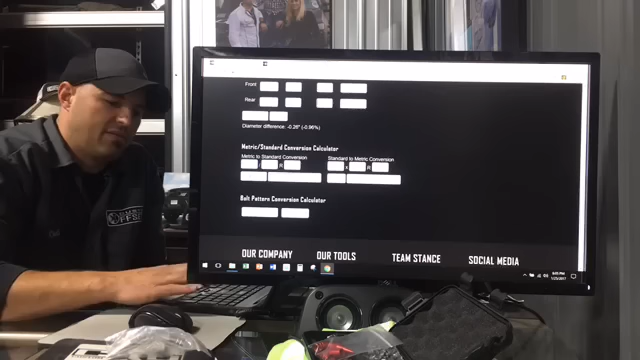 Front
Rear
Diameter difference: -0.26" (-0.96%)
Metric/Standard Conversion Calculator
Metic to Standard Conversion
Standard to Metric Conversion
Bolt Pattern Conversion Calculator
OUR COMPANY
OUR TOOLS
TEAM STANCE
SOCIAL MEDIA